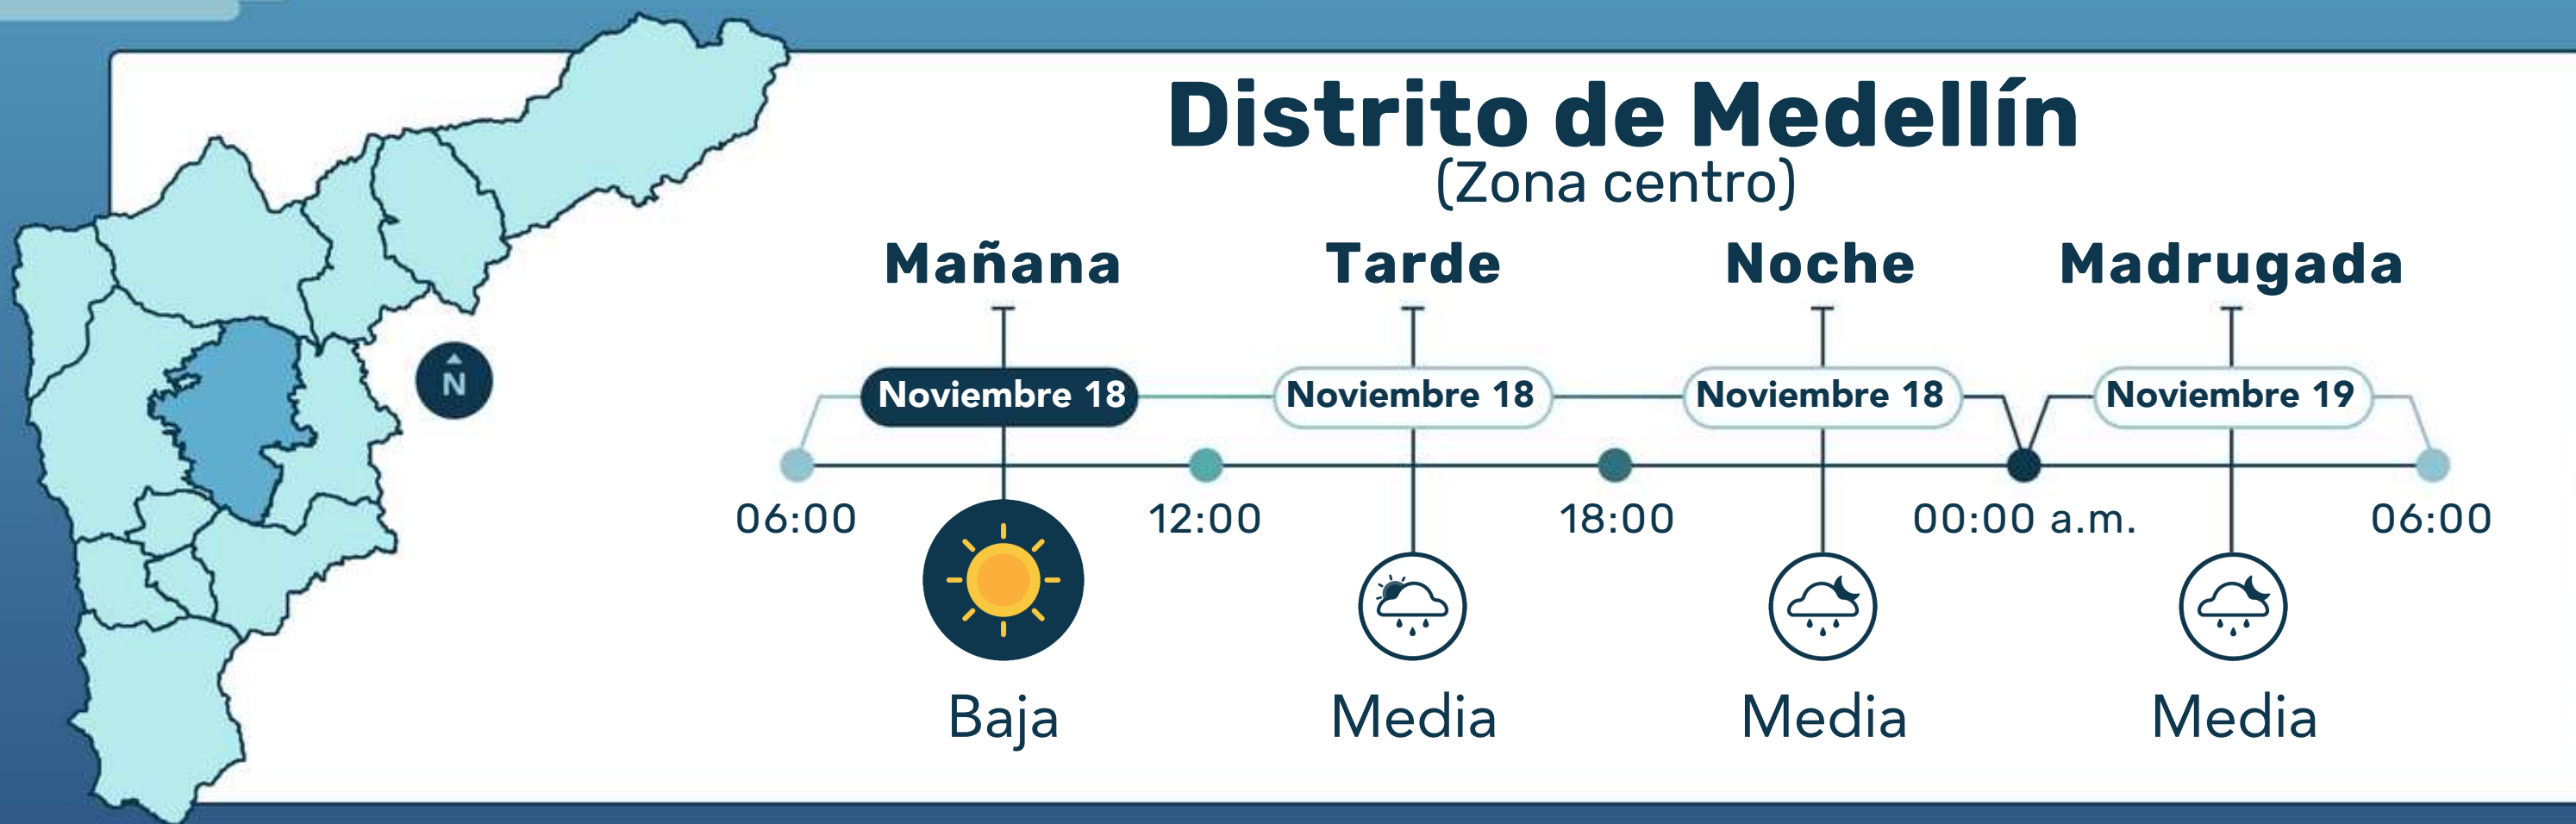 Distrito de Medellín
(Zona centro)
Mañana Tarde Noche Madrugada
N
Noviembre 18 Noviembre 18 Noviembre 18 Noviembre 19
06:00 12:00 18:00 00:00 a.m. 06:00
Baja Media Media Media